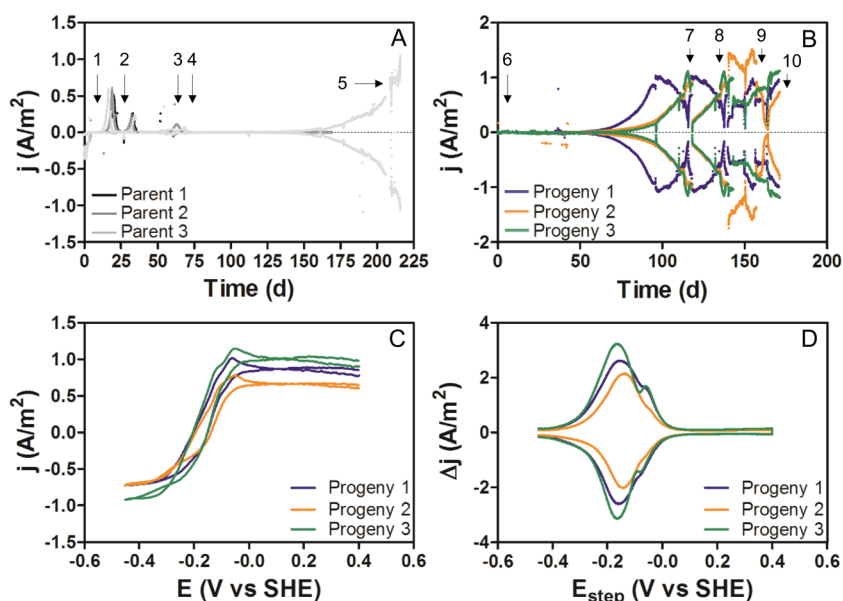 A
1 2 3 4
5
j (A/m²)
1.5
1.0
0.5
0.0
-0.5
-1.0
-1.5
Parent 1
Parent 2
Parent 3
0 25 50 75 100 125 150 175 200 225
Time (d)
B
6 7 8 9 10
j (A/m²)
2
1
0
-1
-2
Progeny 1
Progeny 2
Progeny 3
0 50 100 150 200
Time (d)
C
j (A/m²)
1.5
1.0
0.5
0.0
-0.5
-1.0
-1.5
Progeny 1
Progeny 2
Progeny 3
-0.6 -0.4 -0.2 -0.0 0.2 0.4 0.6
E (V vs SHE)
D
Δj (A/m²)
4
2
0
-2
-4
Progeny 1
Progeny 2
Progeny 3
-0.6 -0.4 -0.2 -0.0 0.2 0.4 0.6
Estep (V vs SHE)